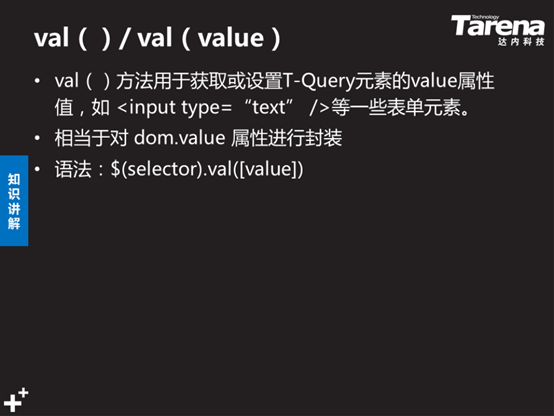 val（）/ val（value）
Technology
Tarena
达内科技
• val（）方法用于获取或设置T-Query元素的value属性
值，如 <input type=“text” />等一些表单元素。
• 相当于对 dom.value 属性进行封装
• 语法：$(selector).val([value])
知
识
讲
解